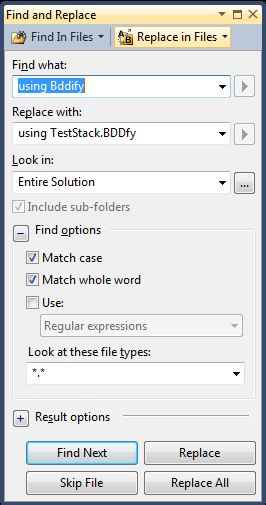 Find and Replace
Find In Files
Replace in Files
Find what:
using Bddify
Replace with:
using TestStack.BDDfy
Look in:
Entire Solution
...
Include sub-folders
Find options
Match case
Match whole word
Use:
Regular expressions
Look at these file types:
*.*
Result options
Find Next
Replace
Skip File
Replace All